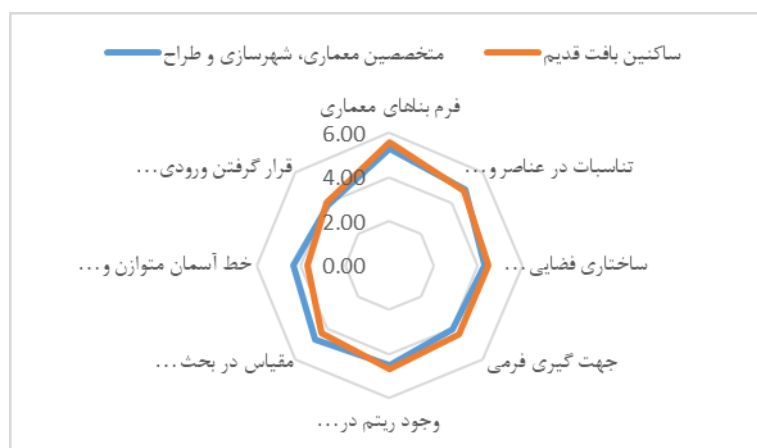 ساکنین بافت قدیم
متخصصین معماری، شهرسازی و طراح
فرم بناهای معماری
6.00
تناسبات در عناصر و...
قرار گرفتن ورودی...
4.00
2.00
ساختاری فضایی ...
خط آسمان متوازن و...
0.00
جهت گیری فرمی
مقیاس در بحث...
وجود ریتم در...